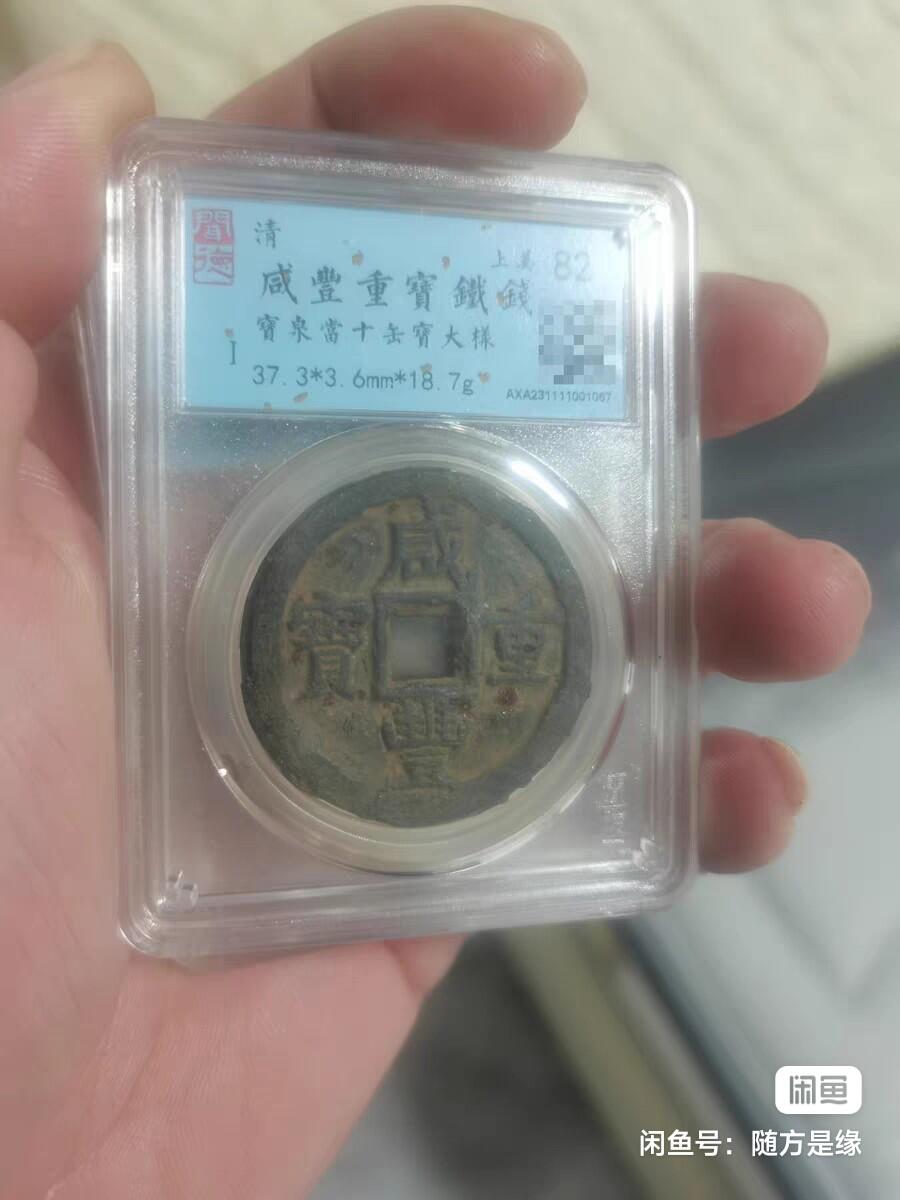 聞德
清
上美 82
咸豐重寶鐵錢
寶泉當十缶寶大樣
I
37.3*3.6mm*18.7g
AXA231111001067
咸豐重寶
闲鱼
闲鱼号：随方是缘